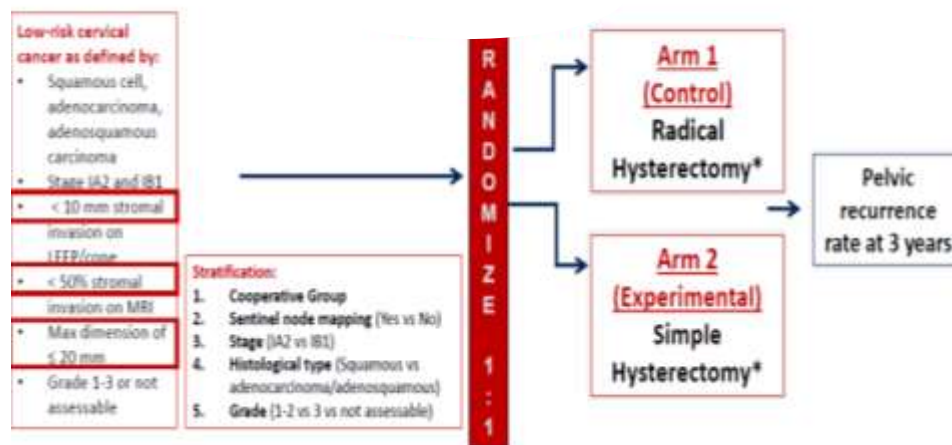 Low-risk cervical
cancer as defined by:
• Squamous cell,
adenocarcinoma,
adenosquamous
carcinoma
• Stage IA2 and IB1
• < 10 mm stromal
invasion on
LEEP/cone
• < 50% stromal
invasion on MRI
• Max dimension of
≤ 20 mm
• Grade 1-3 or not
assessable
Stratification:
1. Cooperative Group
2. Sentinel node mapping (Yes vs No)
3. Stage (IA2 vs IB1)
4. Histological type (Squamous vs
adenocarcinoma/adenosquamous)
5. Grade (1-2 vs 3 vs not assessable)
RANDOMIZE 1:1
Arm 1
(Control)
Radical
Hysterectomy*
Arm 2
(Experimental)
Simple
Hysterectomy*
Pelvic
recurrence
rate at 3 years